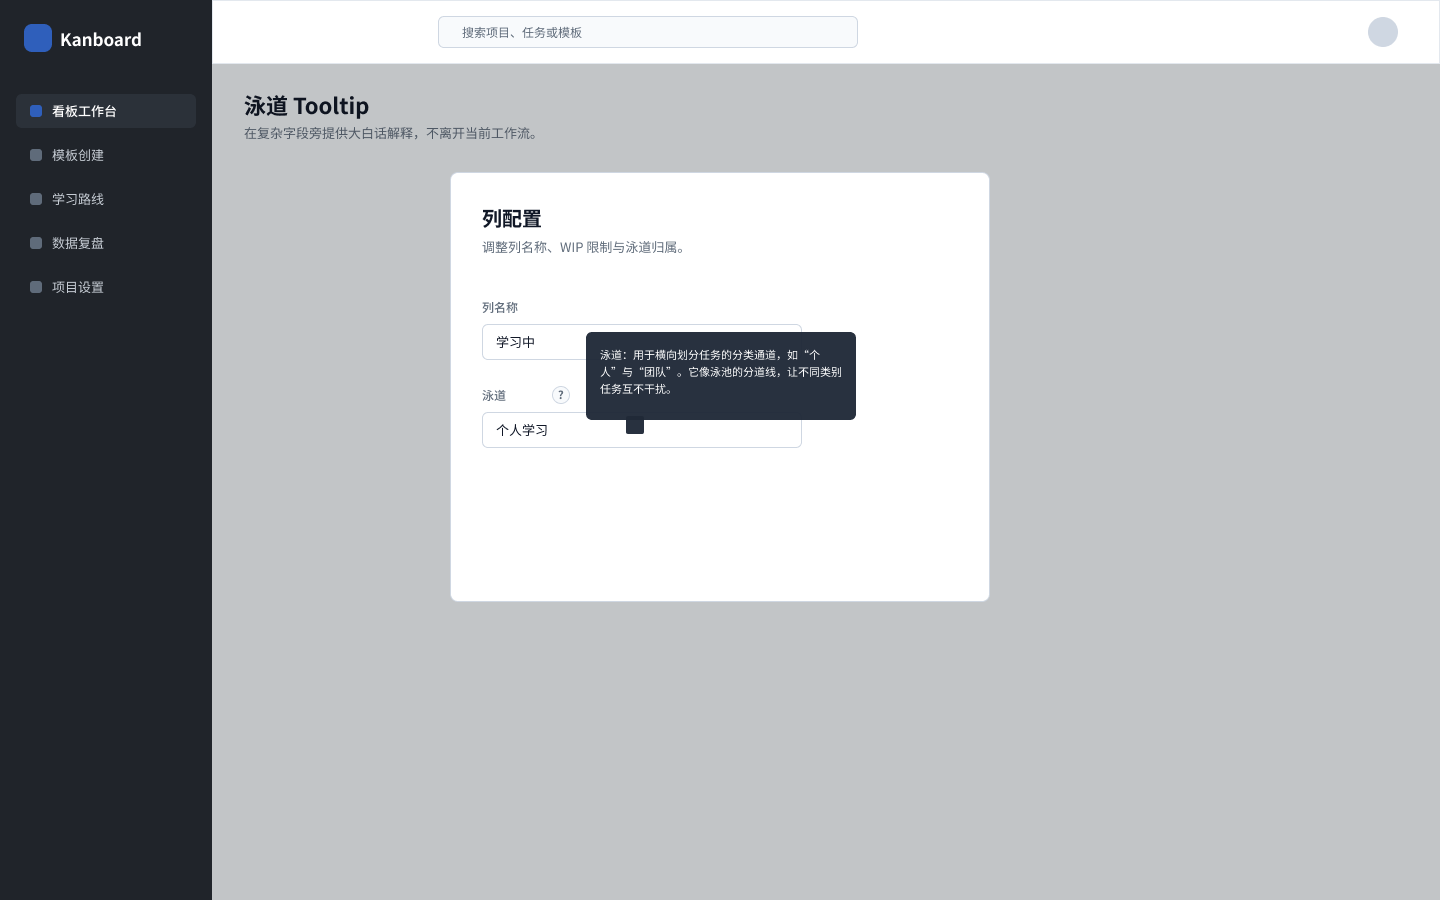 Kanboard
搜索项目、任务或模板
看板工作台
模板创建
学习路线
数据复盘
项目设置
泳道 Tooltip
在复杂字段旁提供大白话解释，不离开当前工作流。
列配置
调整列名称、WIP 限制与泳道归属。
列名称
学习中
泳道：用于横向划分任务的分类通道，如“个
人”与“团队”。它像泳池的分道线，让不同类别
任务互不干扰。
泳道
?
个人学习